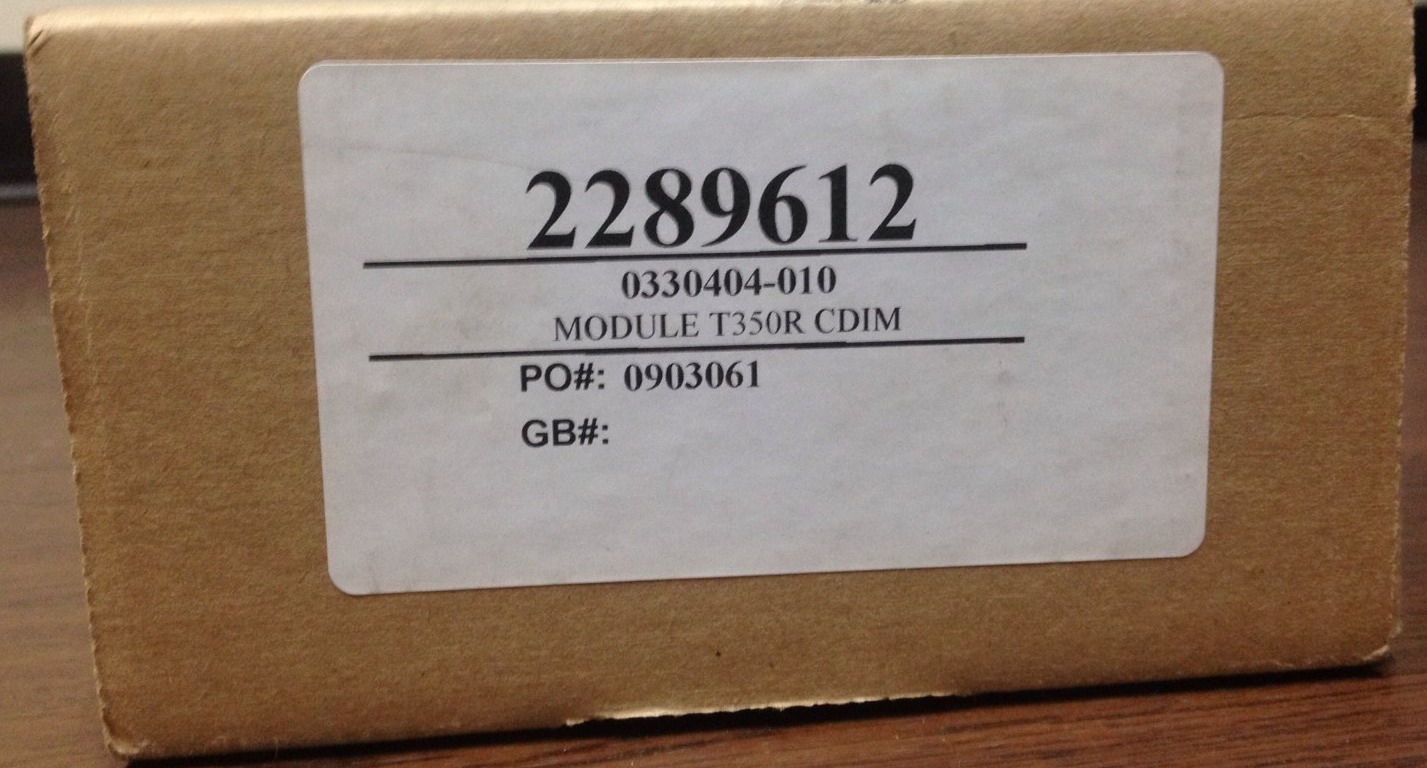 2289612
0330404-010
MODULE T350R CDIM
PO#: 0903061
GB#: